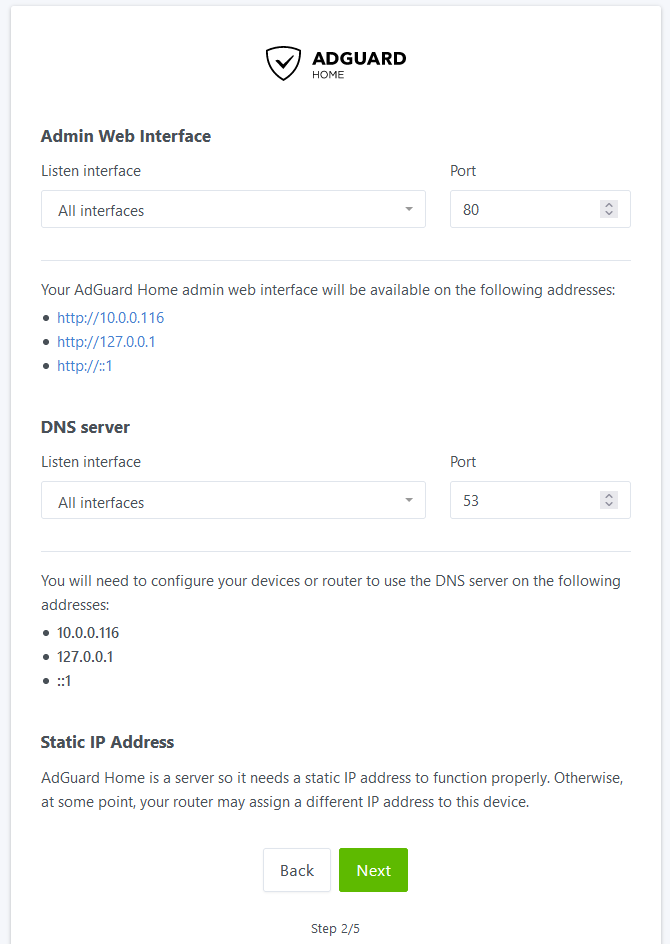 ADGUARD
HOME
Admin Web Interface
Listen interface
Port
All interfaces
80
Your AdGuard Home admin web interface will be available on the following addresses:
http://10.0.0.116
http://127.0.0.1
http://::1
DNS server
Listen interface
Port
All interfaces
53
You will need to configure your devices or router to use the DNS server on the following
addresses:
10.0.0.116
127.0.0.1
::1
Static IP Address
AdGuard Home is a server so it needs a static IP address to function properly. Otherwise,
at some point, your router may assign a different IP address to this device.
Back
Next
Step 2/5